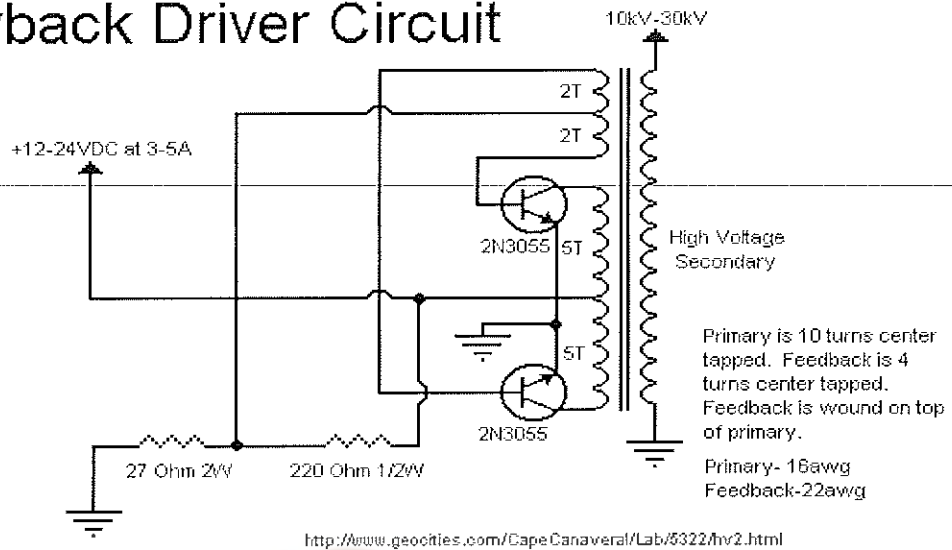 yback Driver Circuit
10kV-30kV
2T
2T
+12-24VDC at 3-5A
2N3055
5T
High Voltage
Secondary
5T
2N3055
Primary is 10 turns center
tapped. Feedback is 4
turns center tapped.
Feedback is wound on top
of primary.
Primary- 16awg
Feedback-22awg
27 Ohm 2W
220 Ohm 1/2W
http://www.geocities.com/CapeCanaveral/Lab/5322/hv2.html